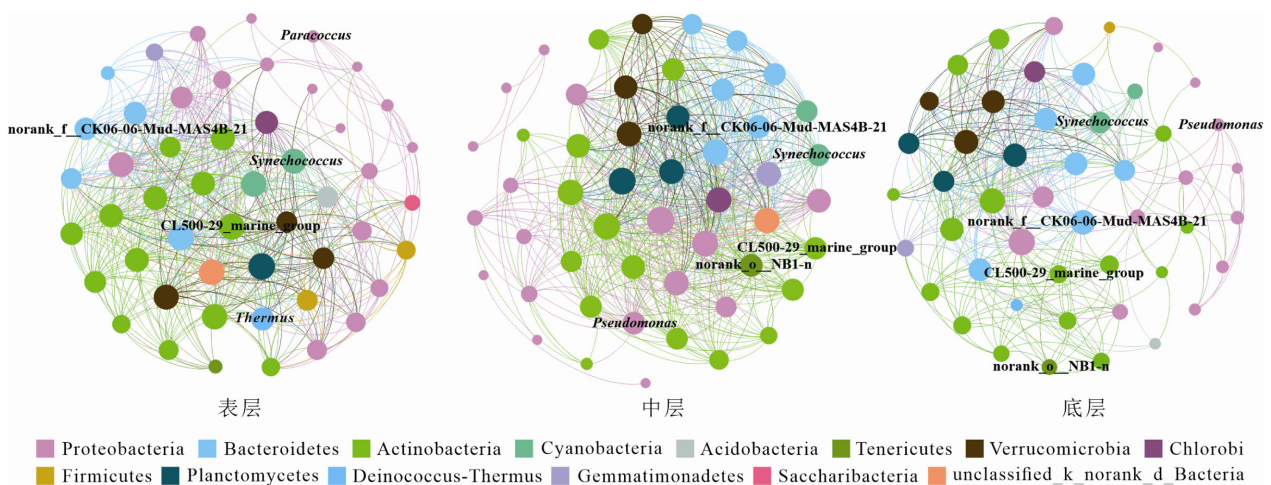 Paracoccus
norank_f__CK06-06-Mud-MAS4B-21
Synechococcus
CL500-29_marine_group
Thermus
norank_f__CK06-06-Mud-MAS4B-21
Synechococcus
CL500-29_marine_group
norank_o__NB1-n
Pseudomonas
Synechococcus
Pseudomonas
norank_f__CK06-06-Mud-MAS4B-21
CL500-29_marine_group
norank_o__NB1-n
表层 中层 底层
Proteobacteria Bacteroidetes Actinobacteria Cyanobacteria Acidobacteria Tenericutes Verrucomicrobia Chlorobi
Firmicutes Planctomycetes Deinococcus-Thermus Gemmatimonadetes Saccharibacteria unclassified_k_norank_d_Bacteria